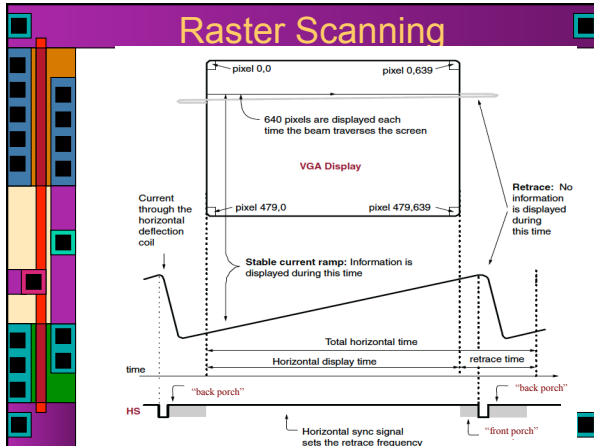 Raster Scanning
pixel 0,0
pixel 0,639
640 pixels are displayed each
time the beam traverses the screen
VGA Display
Retrace: No
information
is displayed
during
this time
Current
through the
horizontal
deflection
coil
pixel 479,0
pixel 479,639
Stable current ramp: Information is
displayed during this time
Total horizontal time
Horizontal display time
retrace time
time
“back porch”
“back porch”
HS
Horizontal sync signal
sets the retrace frequency
“front porch”